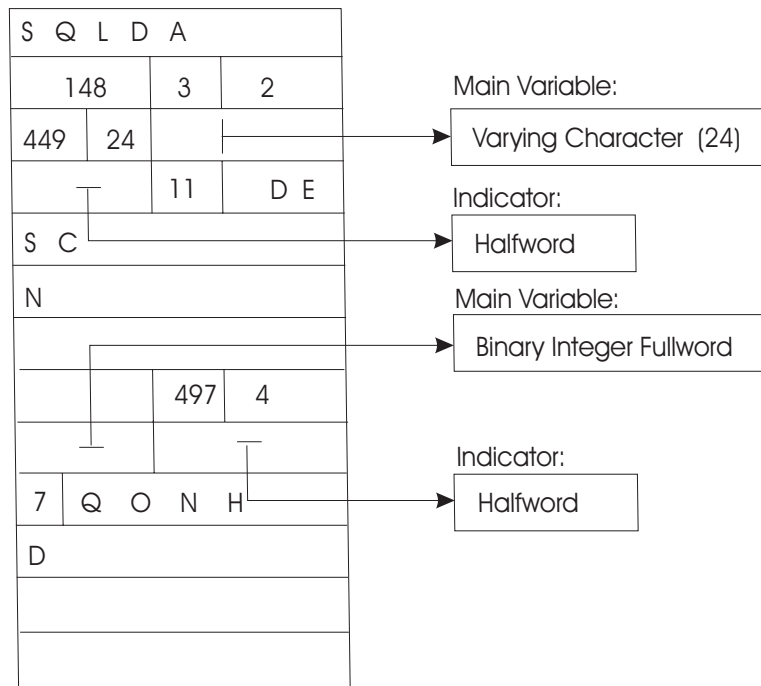 S Q L D A
148 3 2
Main Variable:
449 24
Varying Character (24)
11 D E
Indicator:
S C
Halfword
N
Main Variable:
Binary Integer Fullword
497 4
Indicator:
7 Q O N H
Halfword
D